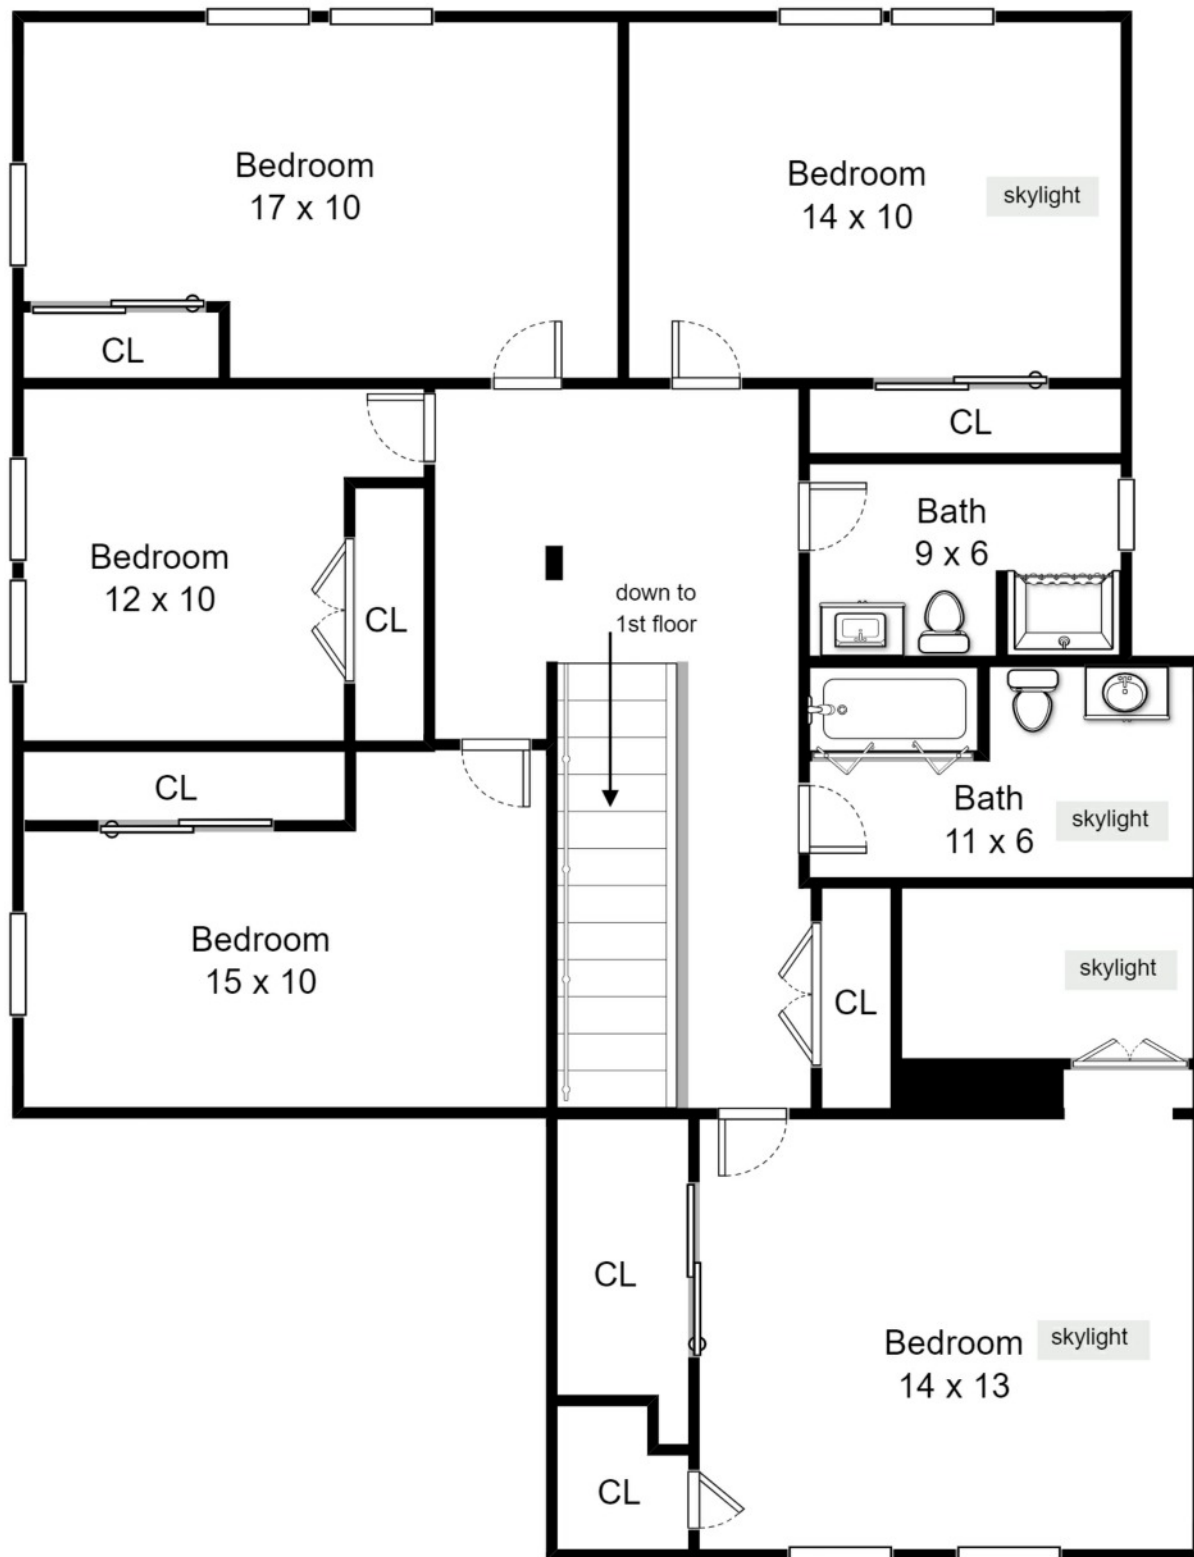 Bedroom
17 x 10
Bedroom
14 x 10
skylight
CL
CL
Bedroom
12 x 10
CL
down to
1st floor
Bath
9 x 6
CL
Bath
11 x 6
skylight
Bedroom
15 x 10
CL
skylight
CL
Bedroom
14 x 13
skylight
CL